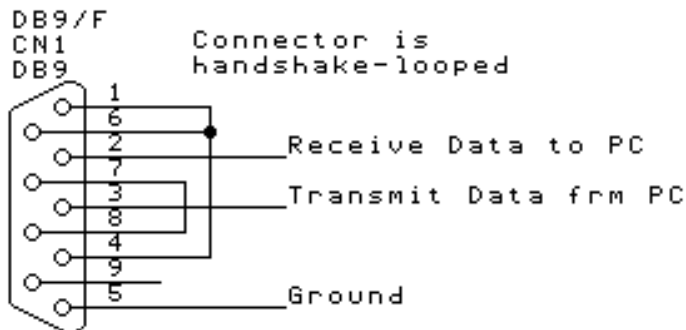 DB9/F
CN1
DB9
Connector is
handshake-looped
1
6
2
7
3
8
4
9
5
Receive Data to PC
Transmit Data frm PC
Ground